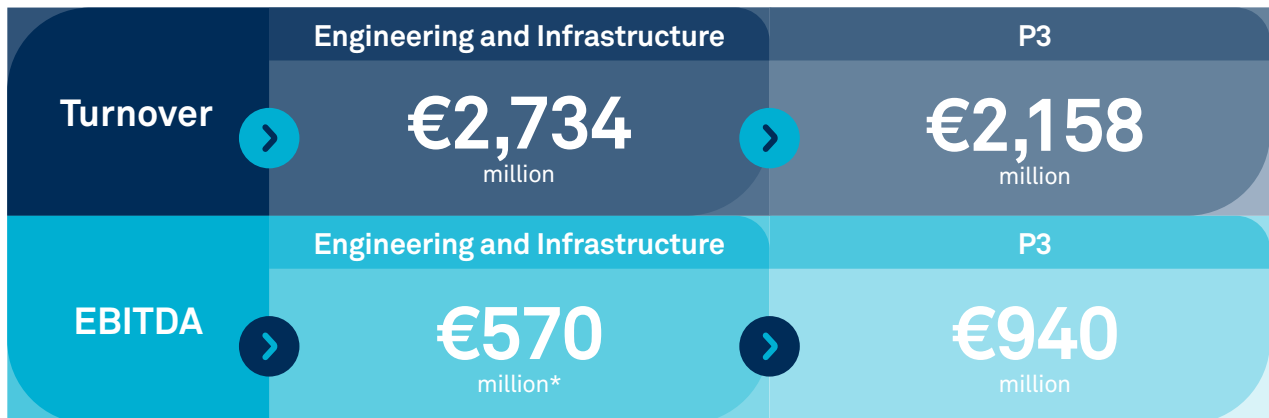 Engineering and Infrastructure
P3
Turnover
€2,734
million
€2,158
million
Engineering and Infrastructure
P3
EBITDA
€570
million*
€940
million